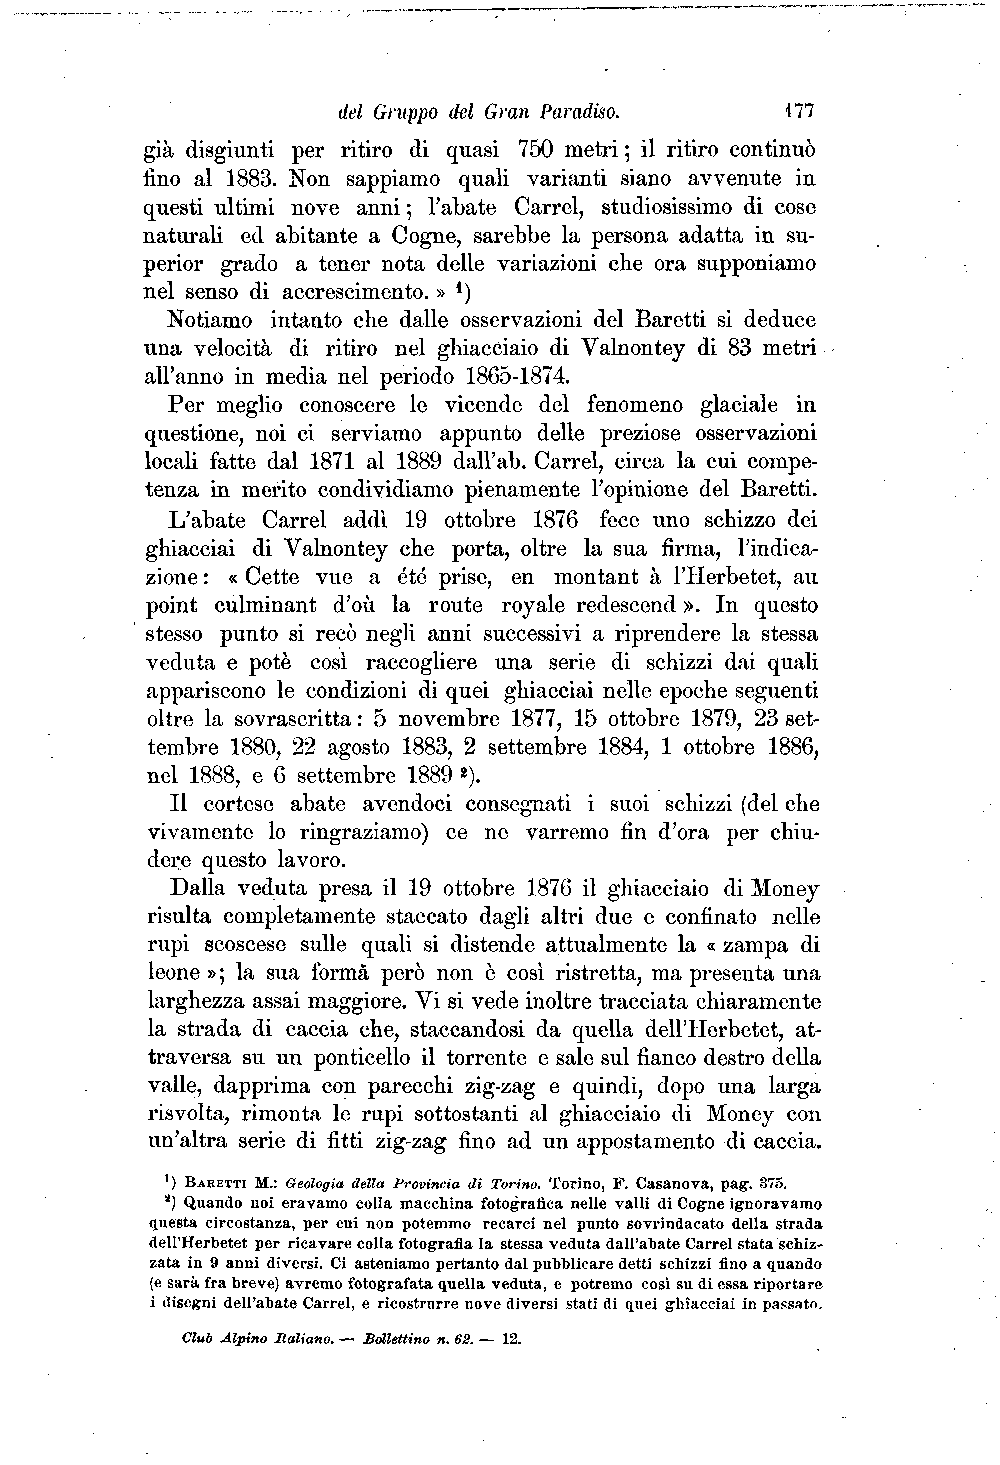 del Gruppo del Gran Paradiso. 177
già disgiunti per ritiro di quasi 750 metri ; il ritiro continuò
fino al 1883. Non sappiamo quali varianti siano avvenute in
questi ultimi nove anni ; l'abate Carrel, studiosissimo di cose
naturali ed abitante a Cogne, sarebbe la persona adatta in su-
perior grado a tener nota delle variazioni che ora supponiamo
nel senso di accrescimento. » ¹)
Notiamo intanto che dalle osservazioni del Baretti si deduce
una velocità di ritiro nel ghiacciaio di Valnontey di 83 metri
all'anno in media nel periodo 1865-1874.
Per meglio conoscere le vicende del fenomeno glaciale in
questione, noi ci serviamo appunto delle preziose osservazioni
locali fatte dal 1871 al 1889 dall'ab. Carrel, circa la cui compe-
tenza in merito condividiamo pienamente l'opinione del Baretti.
L'abate Carrel addì 19 ottobre 1876 fece uno schizzo dei
ghiacciai di Valnontey che porta, oltre la sua firma, l'indica-
zione : « Cette vue a été prise, en montant à l'Herbetet, au
point culminant d'où la route royale redescend ». In questo
stesso punto si recò negli anni successivi a riprendere la stessa
veduta e potè così raccogliere una serie di schizzi dai quali
appariscono le condizioni di quei ghiacciai nelle epoche seguenti
oltre la sovrascritta : 5 novembre 1877, 15 ottobre 1879, 23 set-
tembre 1880, 22 agosto 1883, 2 settembre 1884, 1 ottobre 1886,
nel 1888, e 6 settembre 1889 ²).
Il cortese abate avendoci consegnati i suoi schizzi (del che
vivamente lo ringraziamo) ce ne varremo fin d'ora per chiu-
dere questo lavoro.
Dalla veduta presa il 19 ottobre 1876 il ghiacciaio di Money
risulta completamente staccato dagli altri due e confinato nelle
rupi scoscese sulle quali si distende attualmente la « zampa di
leone » ; la sua forma però non è così ristretta, ma presenta una
larghezza assai maggiore. Vi si vede inoltre tracciata chiaramente
la strada di caccia che, staccandosi da quella dell'Herbetet, at-
traversa su un ponticello il torrente e sale sul fianco destro della
valle, dapprima con parecchi zig-zag e quindi, dopo una larga
risvolta, rimonta le rupi sottostanti al ghiacciaio di Money con
un'altra serie di fitti zig-zag fino ad un appostamento di caccia.
¹) BARETTI M.: Geologia della Provincia di Torino. Torino, F. Casanova, pag. 375.
²) Quando noi eravamo colla macchina fotografica nelle valli di Cogne ignoravamo
questa circostanza, per cui non potemmo recarci nel punto sovrindacato della strada
dell'Herbetet per ricavare colla fotografia la stessa veduta dall'abate Carrel stata schiz-
zata in 9 anni diversi. Ci asteniamo pertanto dal pubblicare detti schizzi fino a quando
(e sarà fra breve) avremo fotografata quella veduta, e potremo così su di essa riportare
i disegni dell'abate Carrel, e ricostrurre nove diversi stati di quei ghiacciai in passato.
Club Alpino Italiano. — Bollettino n. 62. — 12.